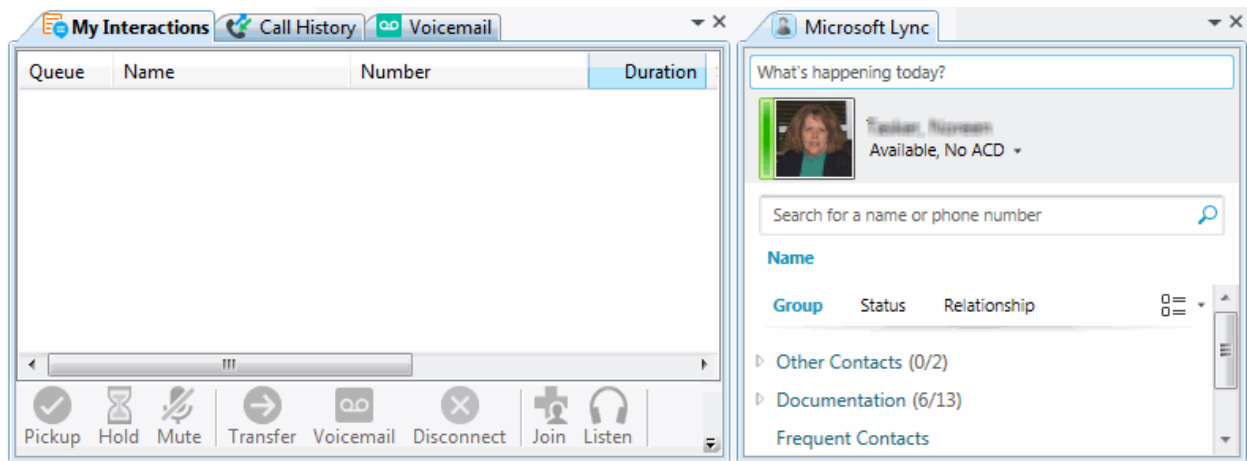 My Interactions Call History Voicemail
Queue Name Number Duration
Pickup Hold Mute Transfer Voicemail Disconnect Join Listen
Microsoft Lync
What's happening today?
Available, No ACD
Search for a name or phone number
Name
Group Status Relationship
Other Contacts (0/2)
Documentation (6/13)
Frequent Contacts